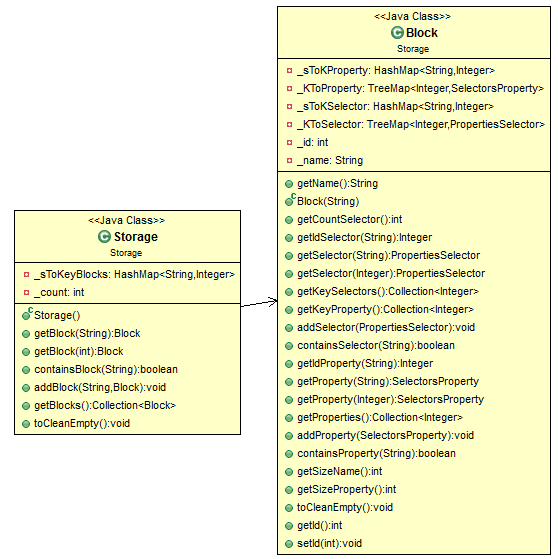 <<Java Class>>
Block
Storage
_sToKProperty: HashMap<String,Integer>
_KToProperty: TreeMap<Integer,SelectorsProperty>
_sToKSelector: HashMap<String,Integer>
_KToSelector: TreeMap<Integer,PropertiesSelector>
_id: int
_name: String
getName():String
Block(String)
getCountSelector():int
getIdSelector(String):Integer
getSelector(String):PropertiesSelector
getSelector(Integer):PropertiesSelector
getKeySelectors():Collection<Integer>
getKeyProperty():Collection<Integer>
addSelector(PropertiesSelector):void
containsSelector(String):boolean
getIdProperty(String):Integer
getProperty(String):SelectorsProperty
getProperty(Integer):SelectorsProperty
getProperties():Collection<Integer>
addProperty(SelectorsProperty):void
containsProperty(String):boolean
getSizeName():int
getSizeProperty():int
toCleanEmpty():void
getId():int
setId(int):void
<<Java Class>>
Storage
Storage
_sToKeyBlocks: HashMap<String,Integer>
_count: int
Storage()
getBlock(String):Block
getBlock(int):Block
containsBlock(String):boolean
addBlock(String,Block):void
getBlocks():Collection<Block>
toCleanEmpty():void